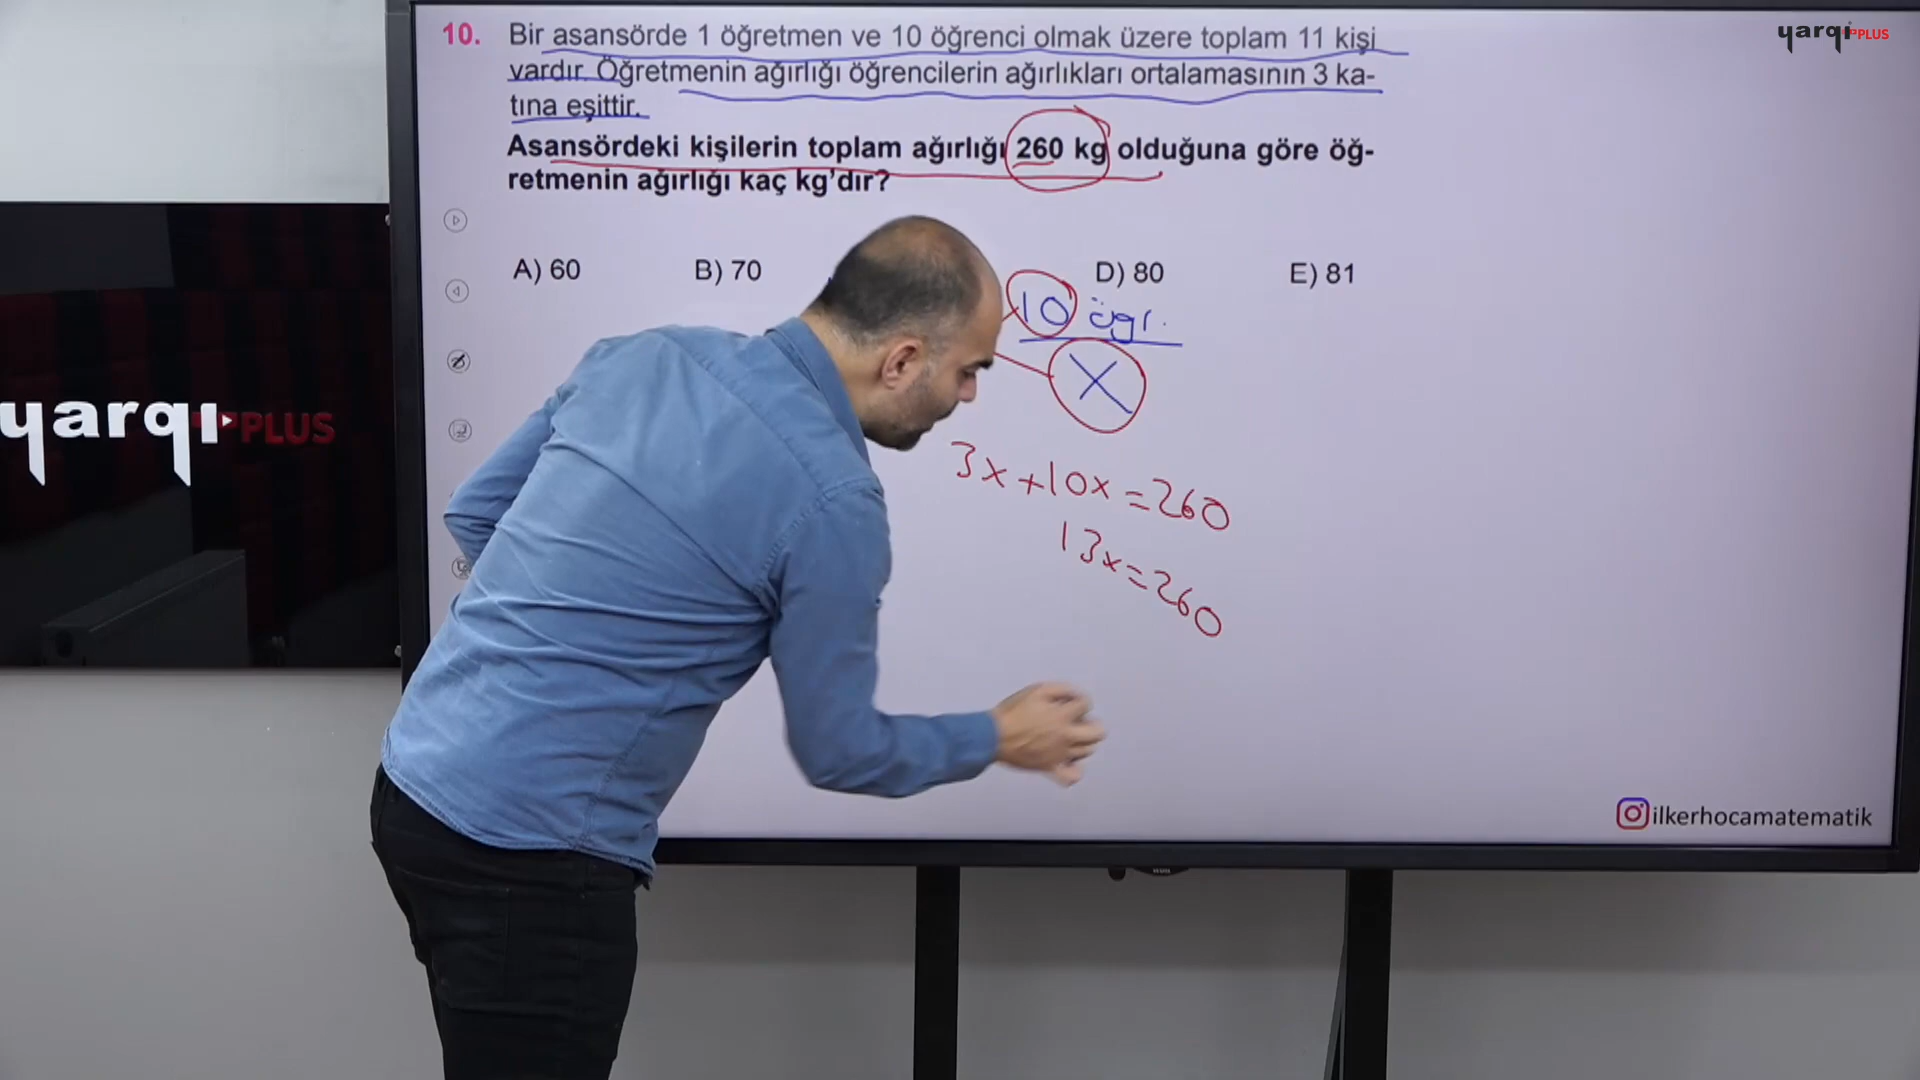 10. Bir asansörde 1 öğretmen ve 10 öğrenci olmak üzere toplam 11 kişi
vardır. Öğretmenin ağırlığı öğrencilerin ağırlıkları ortalamasının 3 ka-
tına eşittir.
Asansördeki kişilerin toplam ağırlığı 260 kg olduğuna göre öğ-
retmenin ağırlığı kaç kg'dır?
A) 60 B) 70 D) 80 E) 81
10 öğr.
X
3x+10x=260
13x=260
yarqı PLUS
yarqı PLUS
ilkerhocamatematik